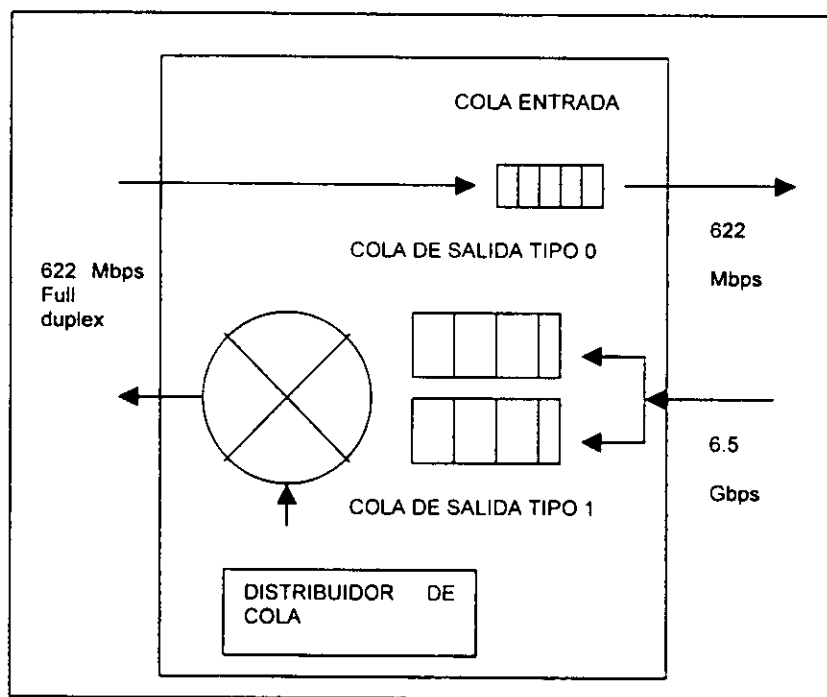 COLA ENTRADA
COLA DE SALIDA TIPO 0
622 Mbps
Full
duplex
622
Mbps
6.5
Gbps
COLA DE SALIDA TIPO 1
DISTRIBUIDOR DE
COLA